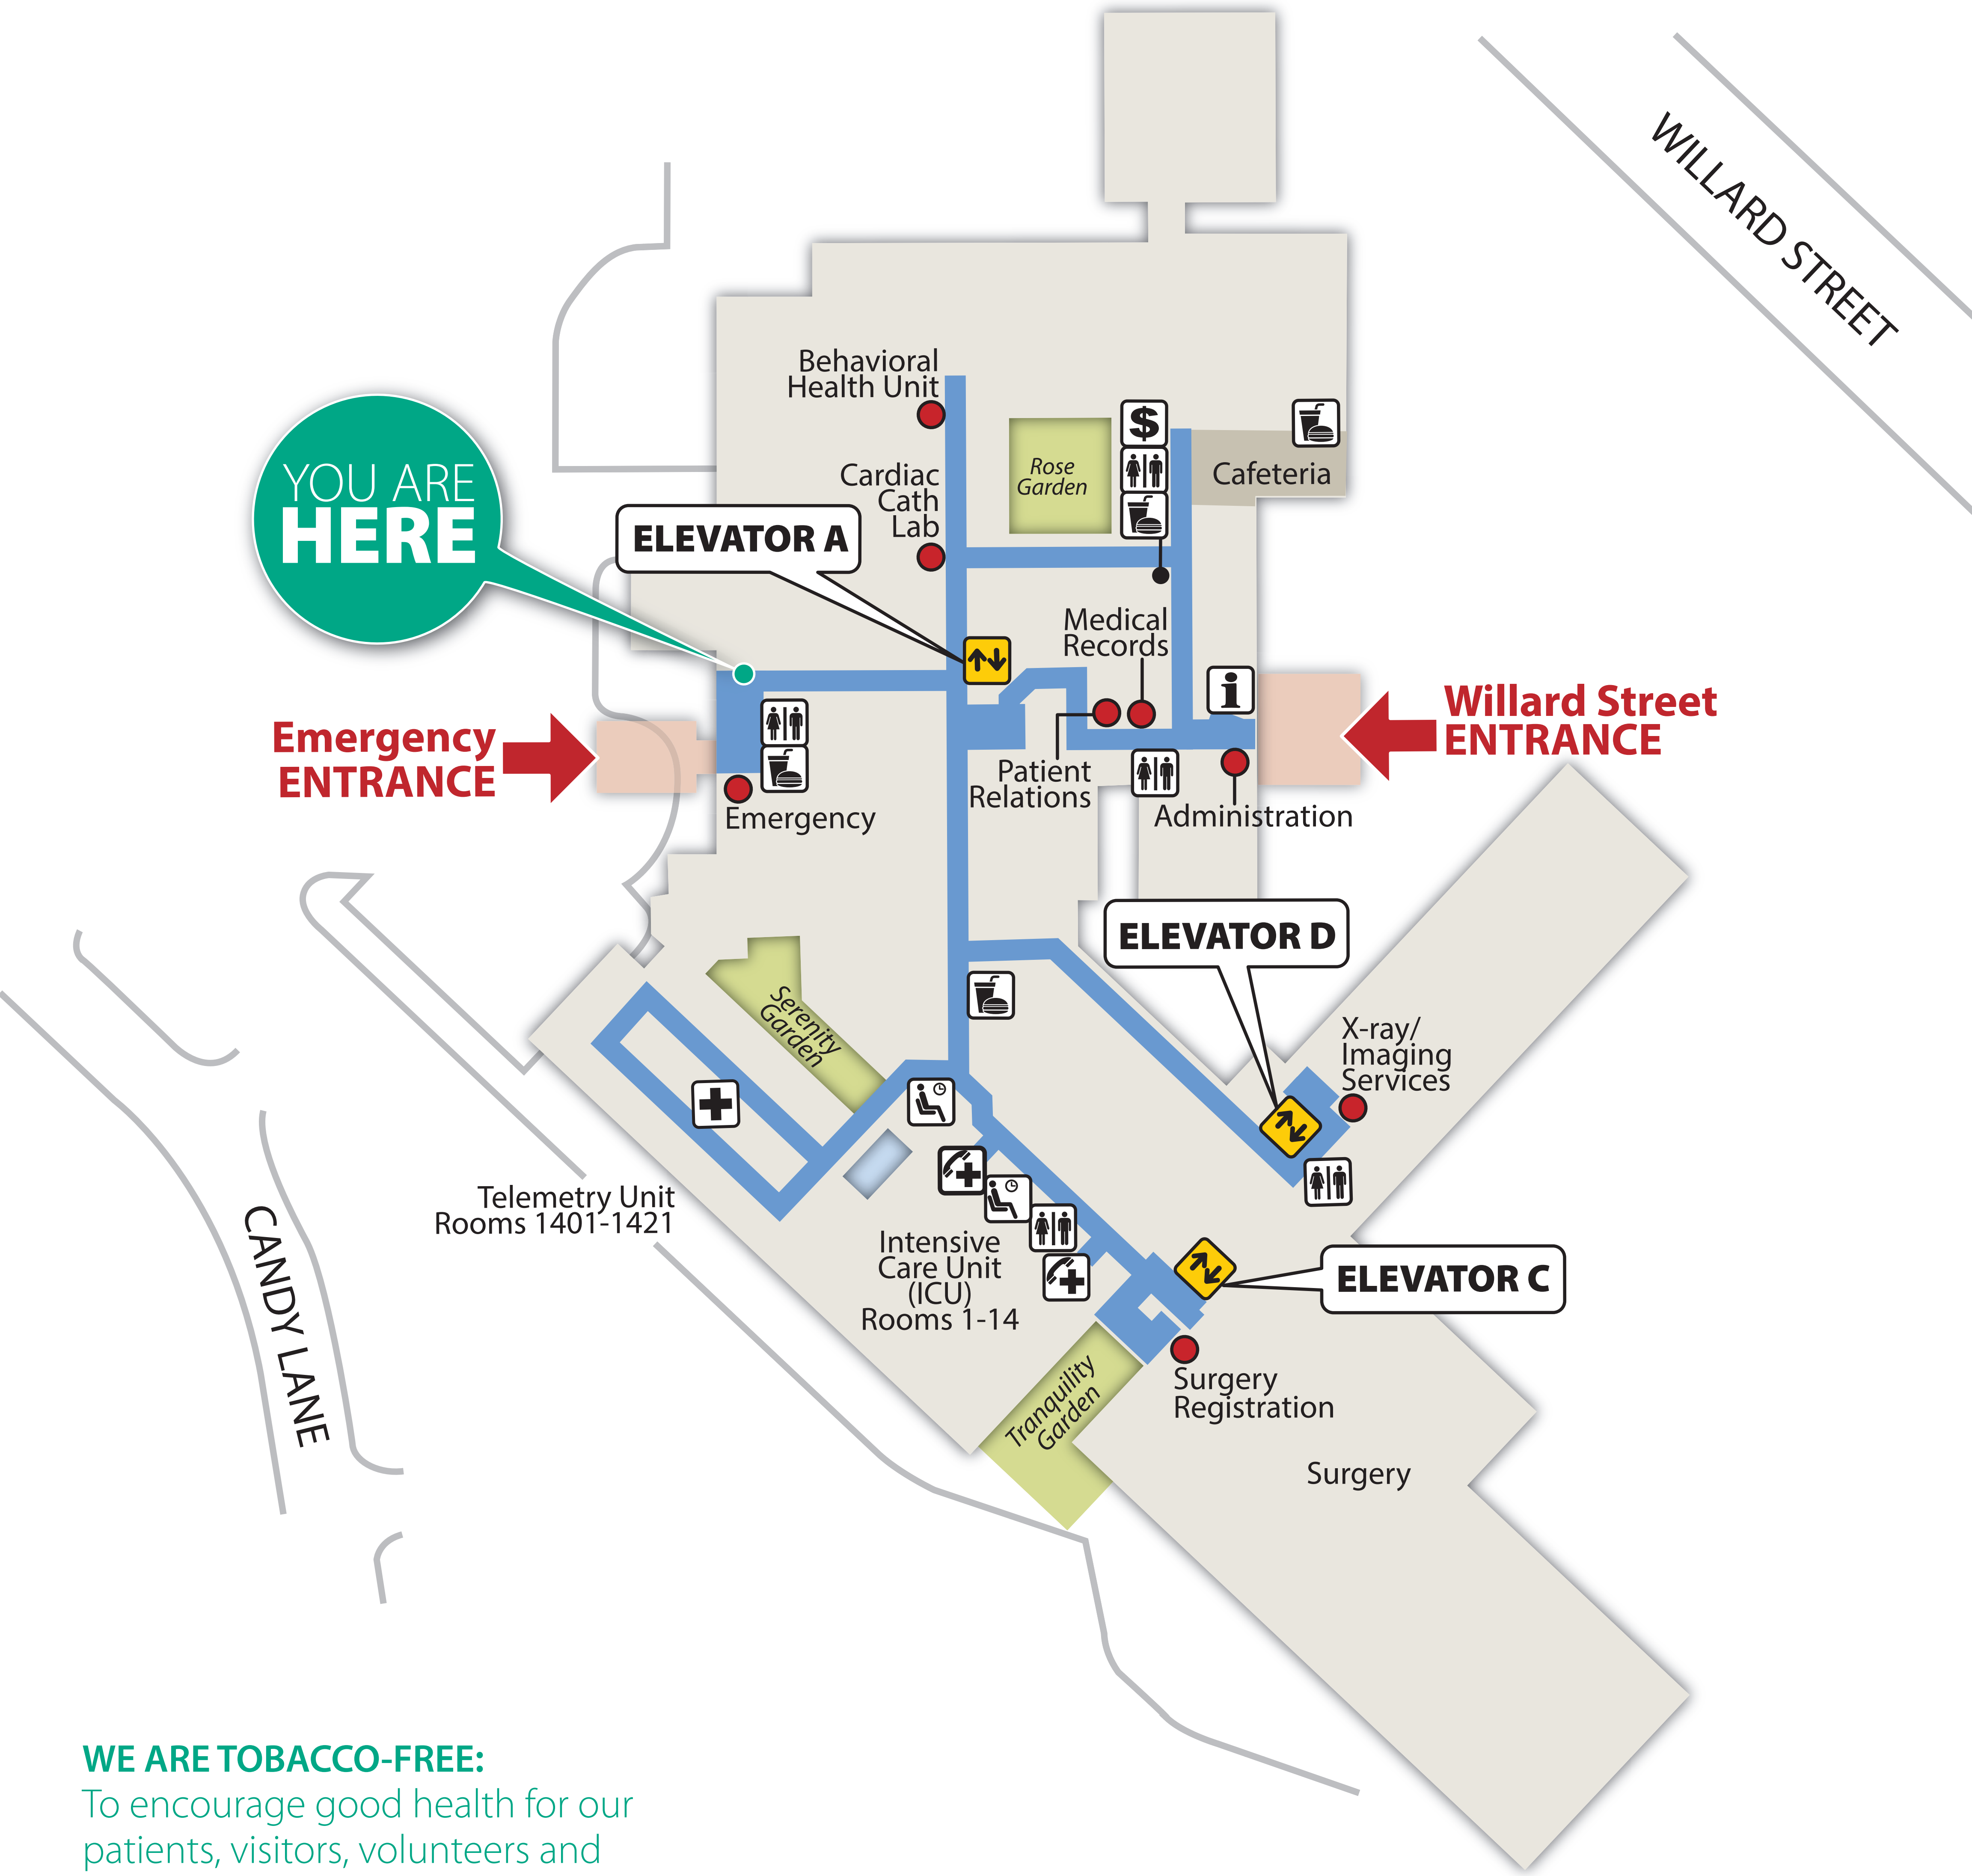 WILLARD STREET
Behavioral
Health Unit
YOU ARE
HERE
Cardiac
Cath
Lab
Rose
Garden
$
Cafeteria
ELEVATOR A
Medical
Records
i
Willard Street
ENTRANCE
Emergency
ENTRANCE
Patient
Relations
Administration
Emergency
ELEVATOR D
Serenity
Garden
X-ray/
Imaging
Services
Telemetry Unit
Rooms 1401-1421
CANDY LANE
Intensive
Care Unit
(ICU)
Rooms 1-14
ELEVATOR C
Tranquility
Garden
Surgery
Registration
Surgery
WE ARE TOBACCO-FREE:
To encourage good health for our
patients, visitors, volunteers and